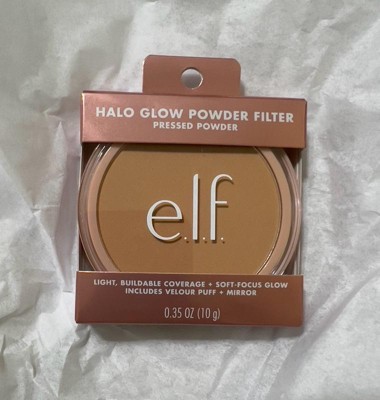 HALO GLOW POWDER FILTER
PRESSED POWDER
e.l.f.
LIGHT, BUILDABLE COVERAGE • SOFT-FOCUS GLOW
INCLUDES VELOUR PUFF + MIRROR
0.35 OZ (10 g)